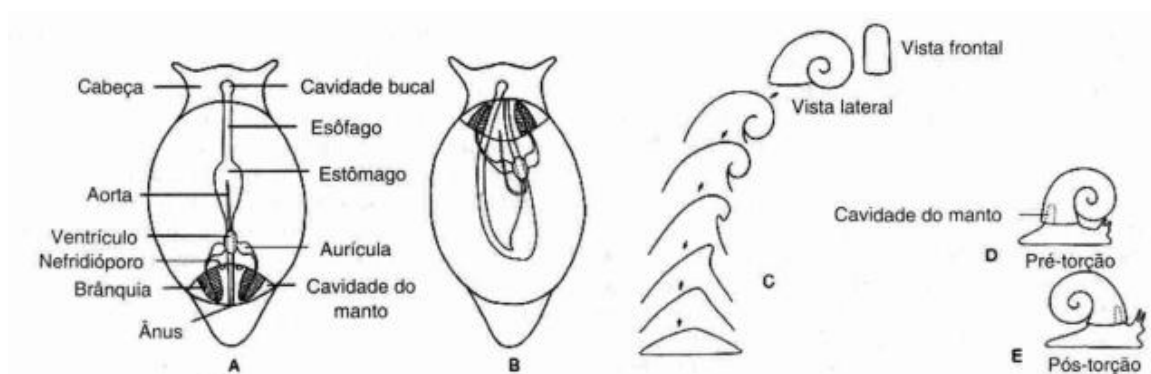 Cabeça
Cavidade bucal
Esôfago
Estômago
Aorta
Ventrículo
Aurícula
Nefridióporo
Brânquia
Cavidade do
manto
Ânus
A
B
Vista frontal
Vista lateral
C
Cavidade do manto
D
Pré-torção
E
Pós-torção